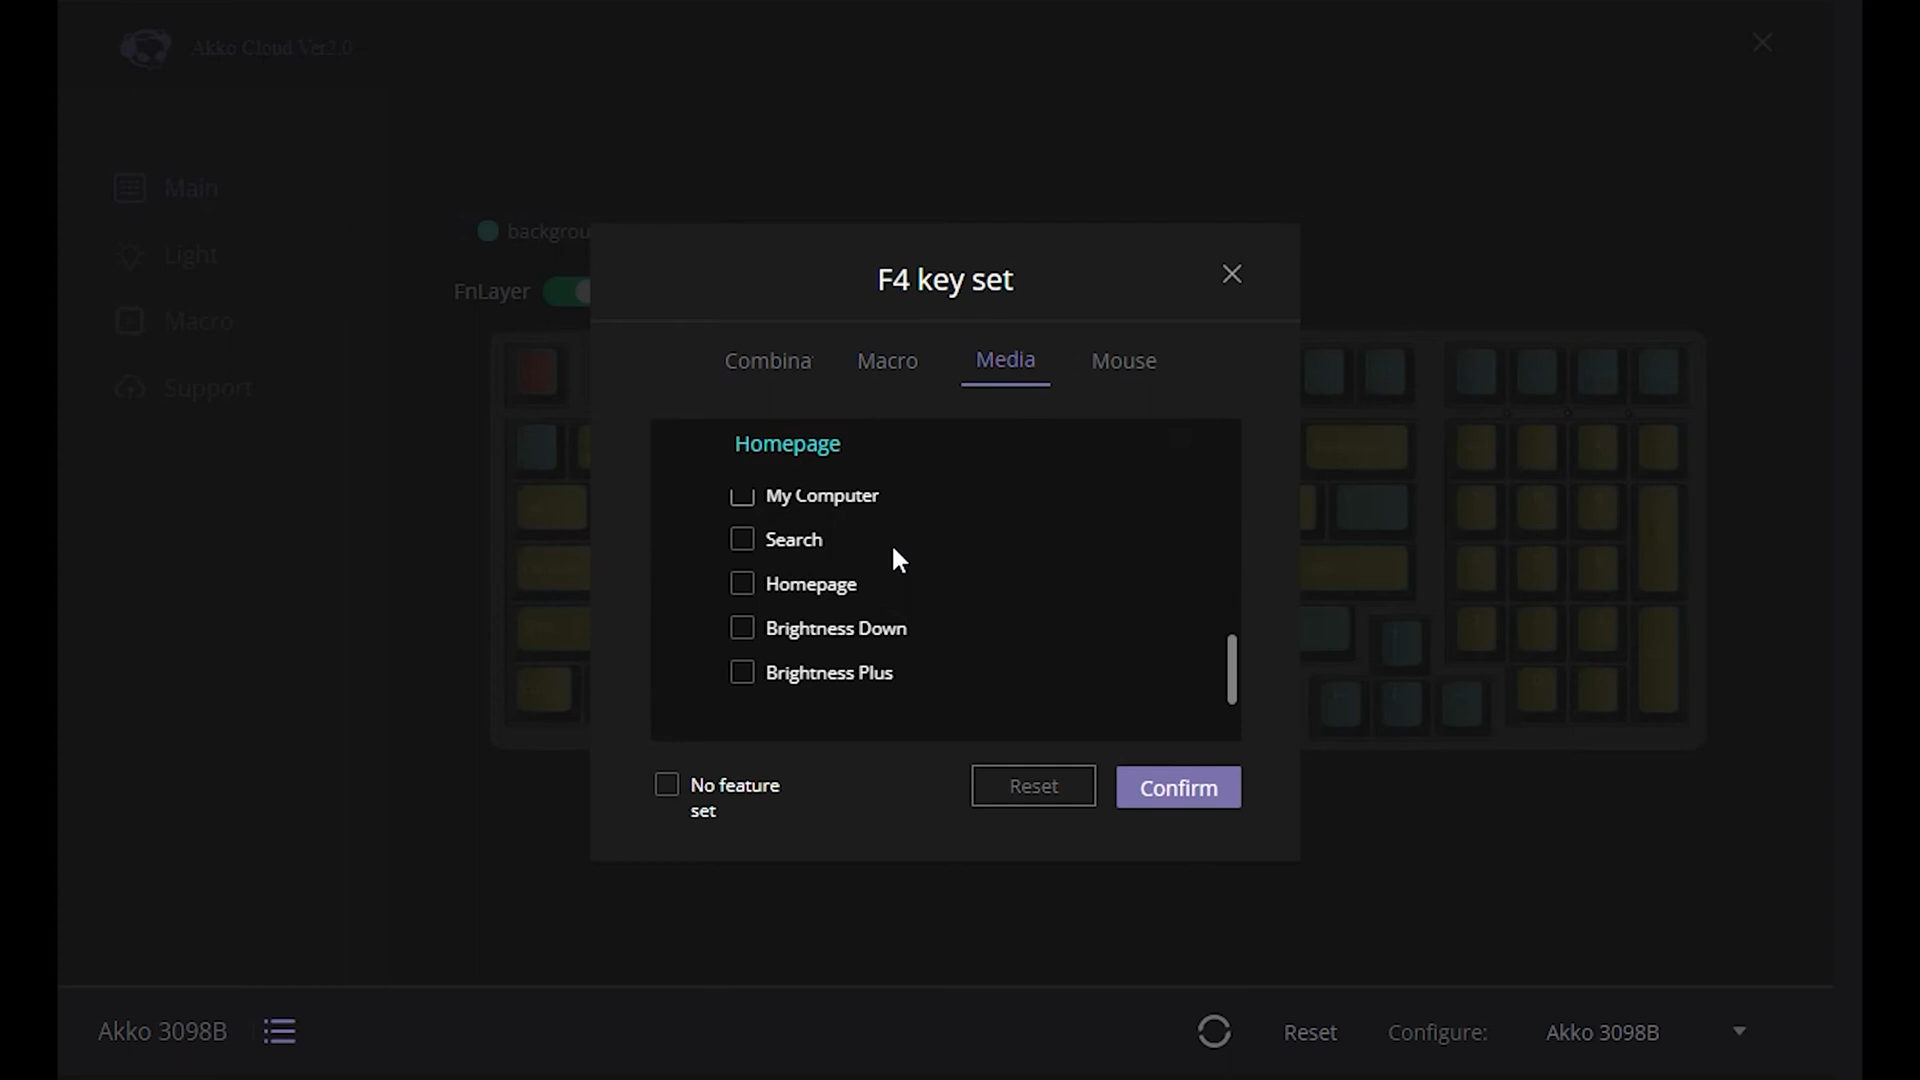 Akko Cloud Ver2.0
Main
Light
Macro
Support
backgrou
FnLayer
F4 key set
Combina
Macro
Media
Mouse
Homepage
My Computer
Search
Homepage
Brightness Down
Brightness Plus
No feature
set
Reset
Confirm
Akko 3098B
Reset
Configure:
Akko 3098B